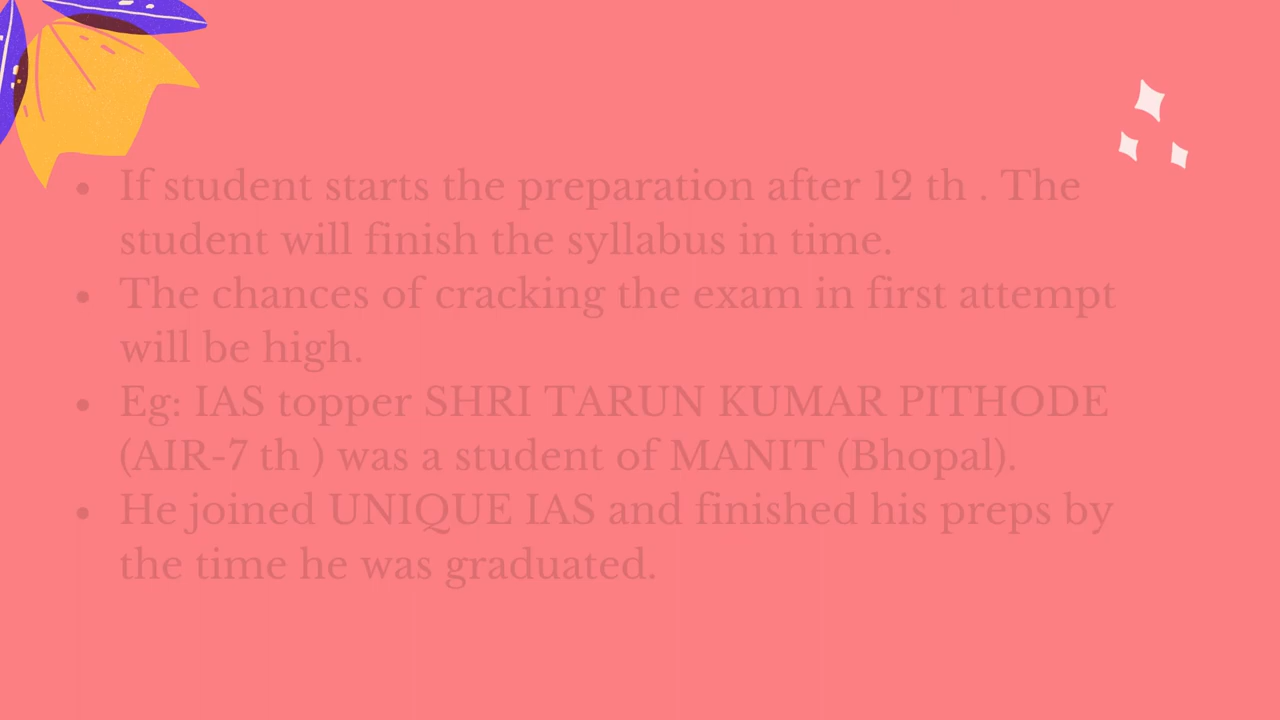 • If student starts the preparation after 12 th . The
student will finish the syllabus in time.
• The chances of cracking the exam in first attempt
will be high.
• Eg: IAS topper SHRI TARUN KUMAR PITHODE
(AIR-7 th ) was a student of MANIT (Bhopal).
• He joined UNIQUE IAS and finished his preps by
the time he was graduated.